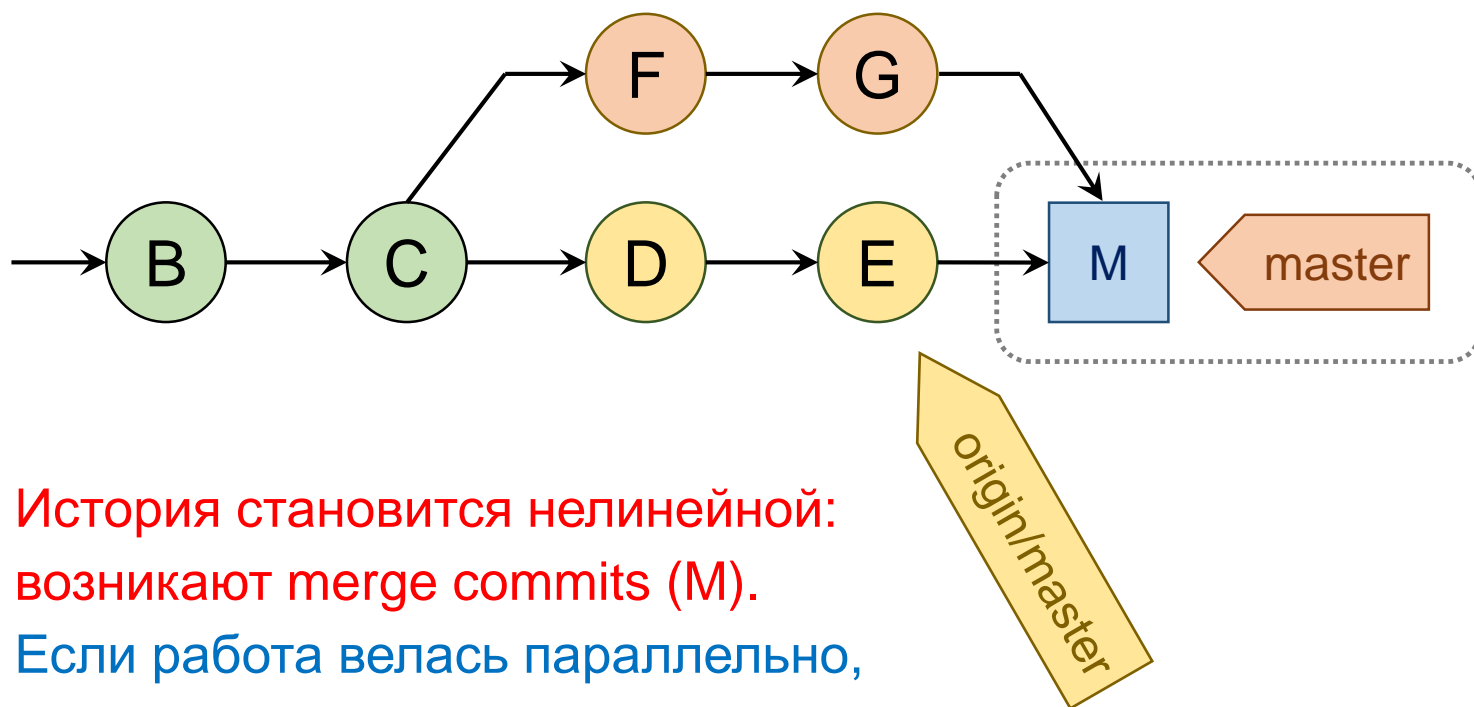 F
G
B
C
D
E
M
master
origin/master
История становится нелинейной:
возникают merge commits (M).
Если работа велась параллельно,